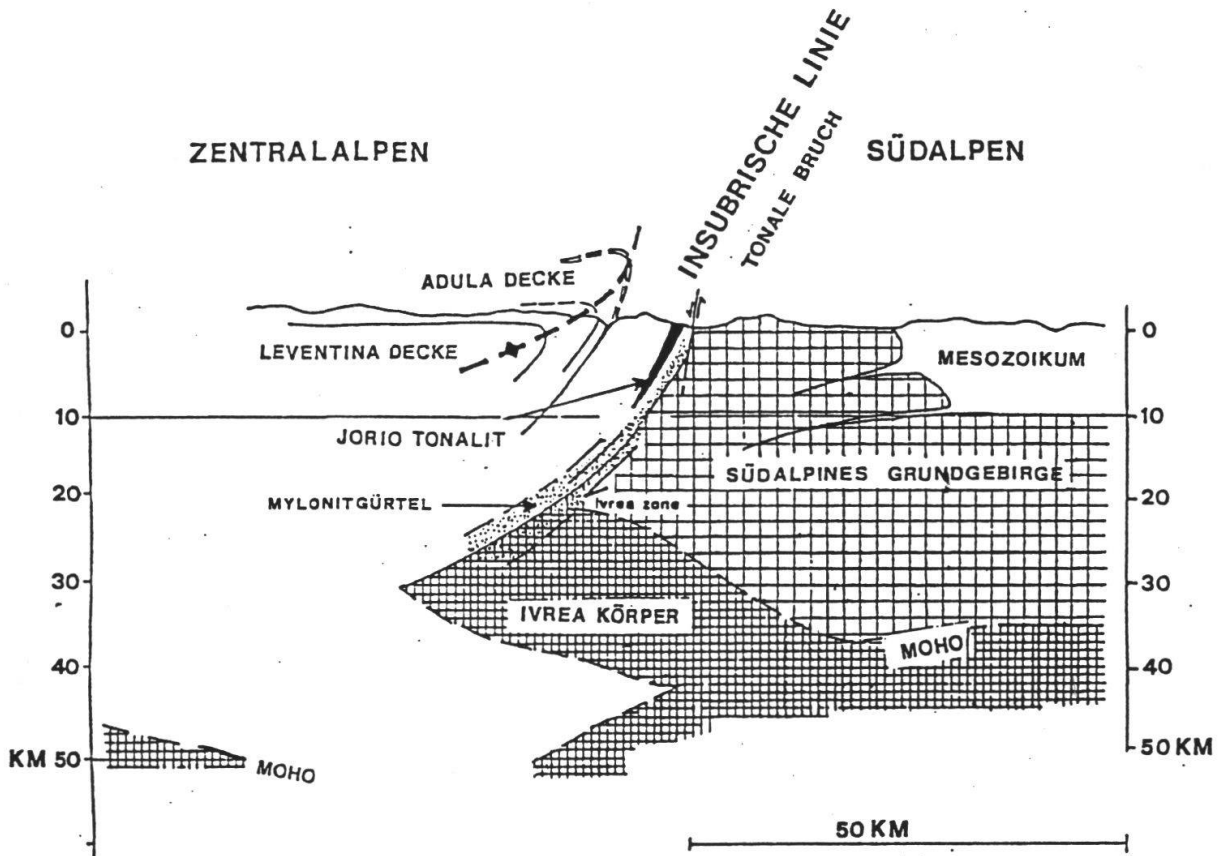 INSUBRISCHE LINIE
TONALE BRUCH
ZENTRALALPEN
SÜDALPEN
ADULA DECKE
LEVENTINA DECKE
MESOZOIKUM
JORIO TONALIT
SÜDALPINES GRUNDGEBIRGE
MYLONITGÜRTEL
Ivrea zone
IVREA KÖRPER
MOHO
MOHO
0
10
20
30
40
KM 50
0
10
20
30
40
50 KM
50 KM